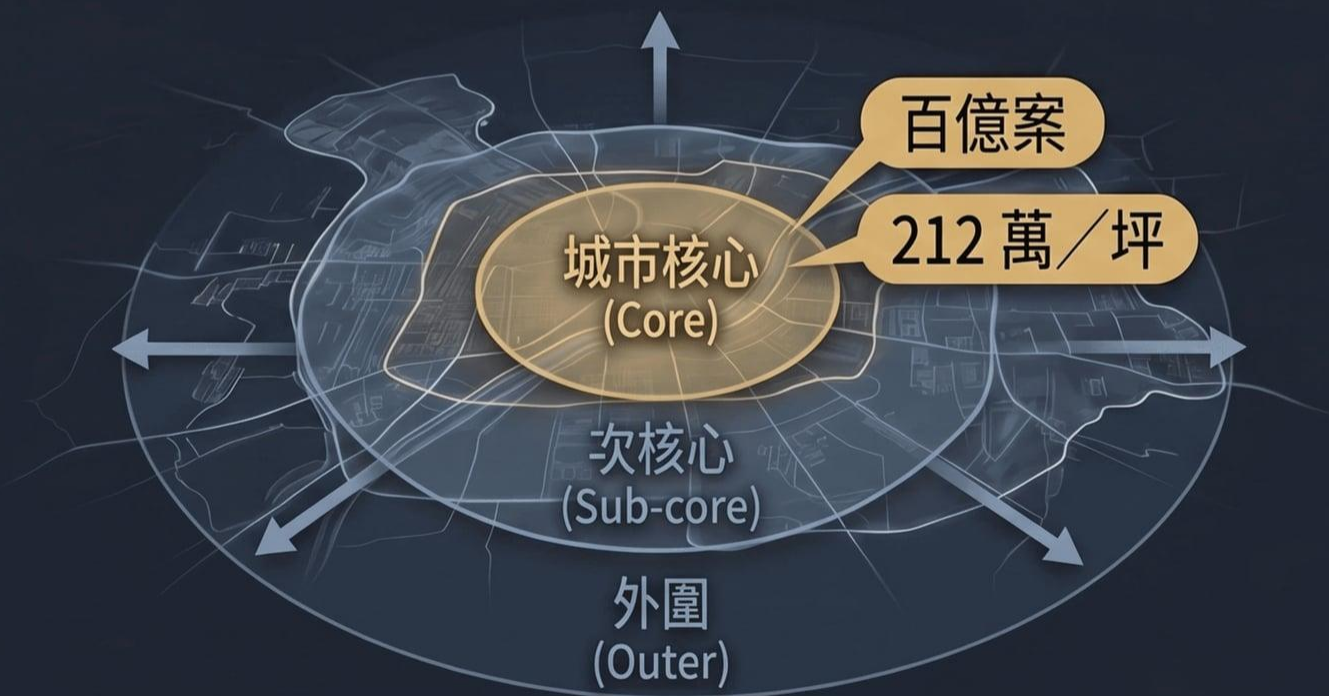 百億案
212 萬／坪
城市核心
(Core)
次核心
(Sub-core)
外圍
(Outer)